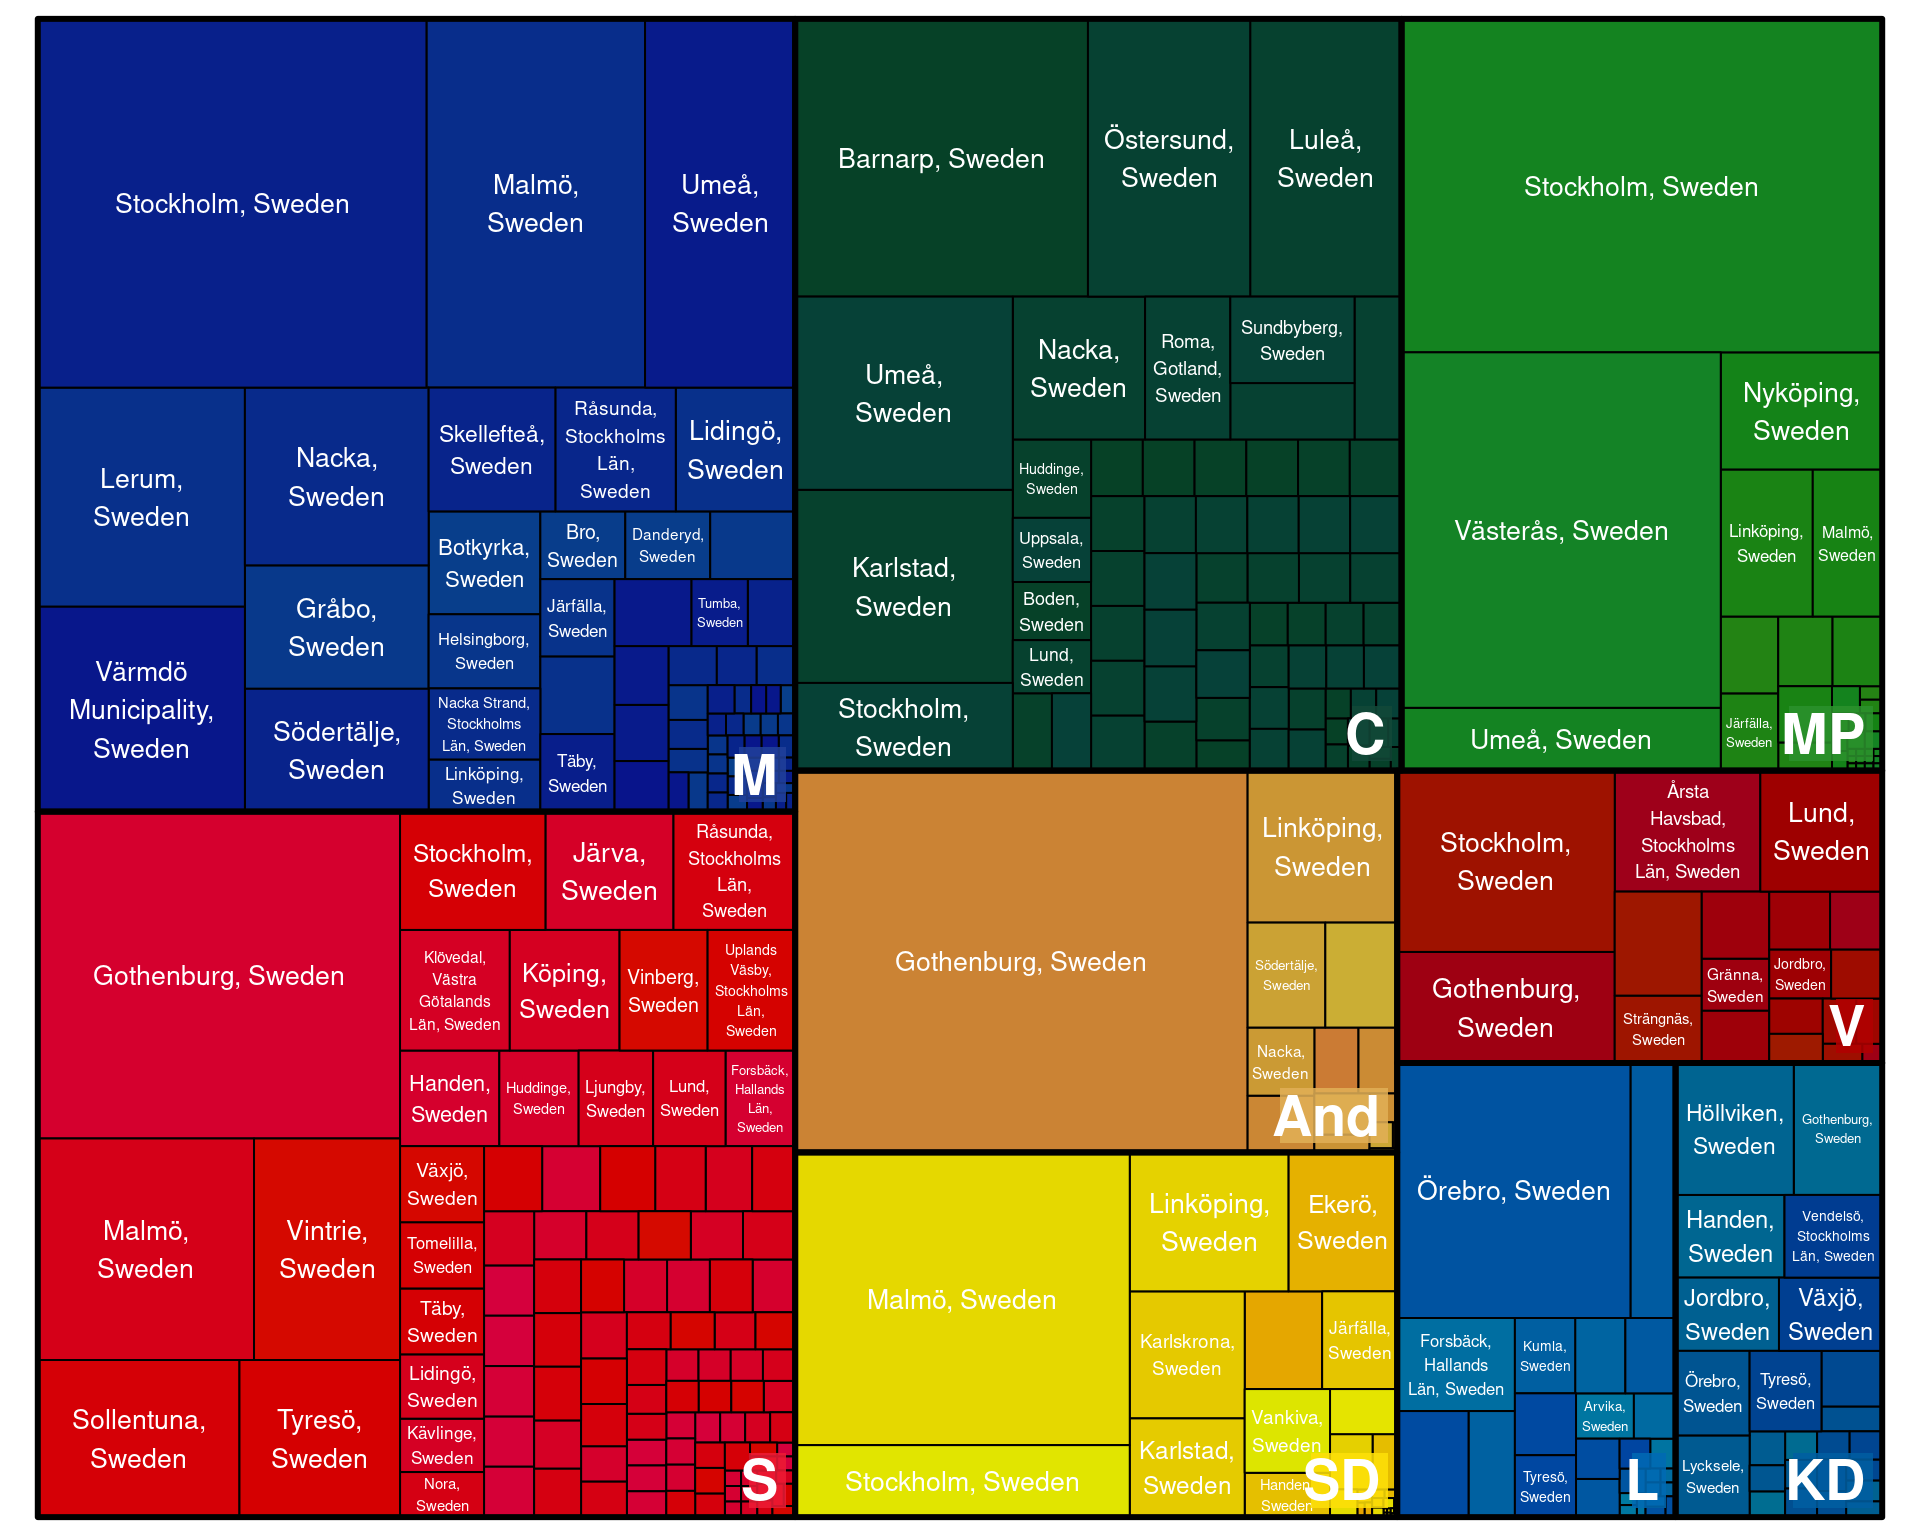 Stockholm, Sweden
Malmö,
Sweden
Umeå,
Sweden
Lerum,
Sweden
Nacka,
Sweden
Skellefteå,
Sweden
Råsunda,
Stockholms
Län,
Sweden
Lidingö,
Sweden
Gråbo,
Sweden
Botkyrka,
Sweden
Bro,
Sweden
Danderyd,
Sweden
Järfälla,
Sweden
Tumba,
Sweden
Värmdö
Municipality,
Sweden
Helsingborg,
Sweden
Södertälje,
Sweden
Nacka Strand,
Stockholms
Län, Sweden
Linköping,
Sweden
Täby,
Sweden
M
Barnarp, Sweden
Östersund,
Sweden
Luleå,
Sweden
Umeå,
Sweden
Nacka,
Sweden
Roma,
Gotland,
Sweden
Sundbyberg,
Sweden
Karlstad,
Sweden
Huddinge,
Sweden
Uppsala,
Sweden
Boden,
Sweden
Lund,
Sweden
Stockholm,
Sweden
C
Stockholm, Sweden
Västerås, Sweden
Nyköping,
Sweden
Linköping,
Sweden
Malmö,
Sweden
Umeå, Sweden
Järfälla,
Sweden
MP
Gothenburg, Sweden
Stockholm,
Sweden
Järva,
Sweden
Råsunda,
Stockholms
Län,
Sweden
Klövedal,
Västra
Götalands
Län, Sweden
Köping,
Sweden
Vinberg,
Sweden
Uplands
Väsby,
Stockholms
Län,
Sweden
Handen,
Sweden
Huddinge,
Sweden
Ljungby,
Sweden
Lund,
Sweden
Forsbäck,
Hallands
Län,
Sweden
Malmö,
Sweden
Vintrie,
Sweden
Växjö,
Sweden
Tomelilla,
Sweden
Täby,
Sweden
Sollentuna,
Sweden
Tyresö,
Sweden
Lidingö,
Sweden
Kävlinge,
Sweden
Nora,
Sweden
S
Gothenburg, Sweden
Linköping,
Sweden
Södertälje,
Sweden
Nacka,
Sweden
And
Malmö, Sweden
Linköping,
Sweden
Ekerö,
Sweden
Karlskrona,
Sweden
Järfälla,
Sweden
Vankiva,
Sweden
Stockholm, Sweden
Karlstad,
Sweden
Handen,
Sweden
SD
Stockholm,
Sweden
Årsta
Havsbad,
Stockholms
Län, Sweden
Lund,
Sweden
Gothenburg,
Sweden
Gränna,
Sweden
Jordbro,
Sweden
Strängnäs,
Sweden
V
Örebro, Sweden
Forsbäck,
Hallands
Län, Sweden
Kumla,
Sweden
Arvika,
Sweden
Tyresö,
Sweden
L
Höllviken,
Sweden
Gothenburg,
Sweden
Handen,
Sweden
Vendelsö,
Stockholms
Län, Sweden
Jordbro,
Sweden
Växjö,
Sweden
Örebro,
Sweden
Tyresö,
Sweden
Lycksele,
Sweden
KD